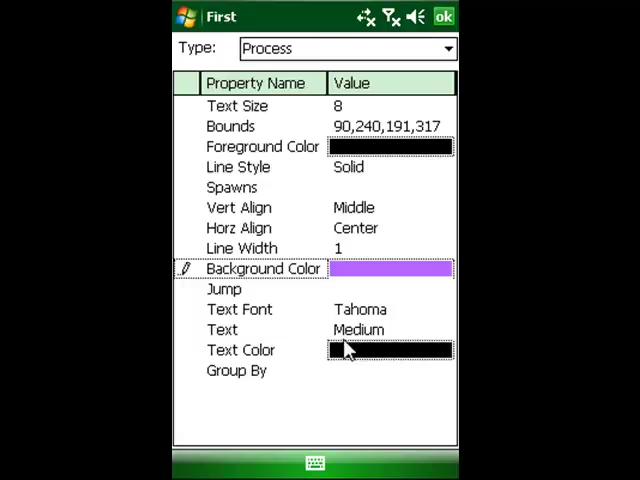 First
ok
Type: Process
Property Name Value
Text Size 8
Bounds 90,240,191,317
Foreground Color
Line Style Solid
Spawns
Vert Align Middle
Horz Align Center
Line Width 1
Background Color
Jump
Text Font Tahoma
Text Medium
Text Color
Group By